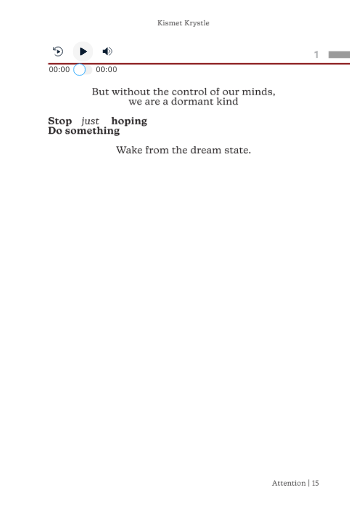 Kismet Krystle
1
00:00 00:00
But without the control of our minds,
we are a dormant kind
Stop just hoping
Do something
Wake from the dream state.
Attention | 15